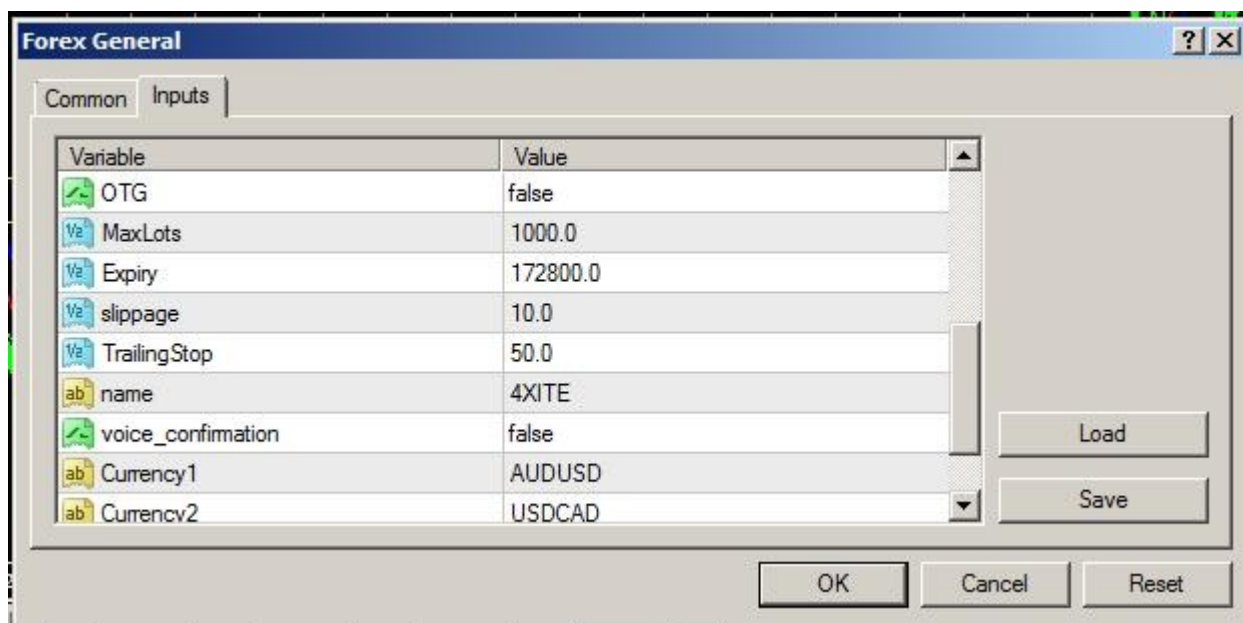 Forex General
Common Inputs
Variable Value
OTG false
MaxLots 1000.0
Expiry 172800.0
slippage 10.0
TrailingStop 50.0
name 4XITE
voice_confirmation false
Currency1 AUDUSD
Currency2 USDCAD
Load
Save
OK Cancel Reset